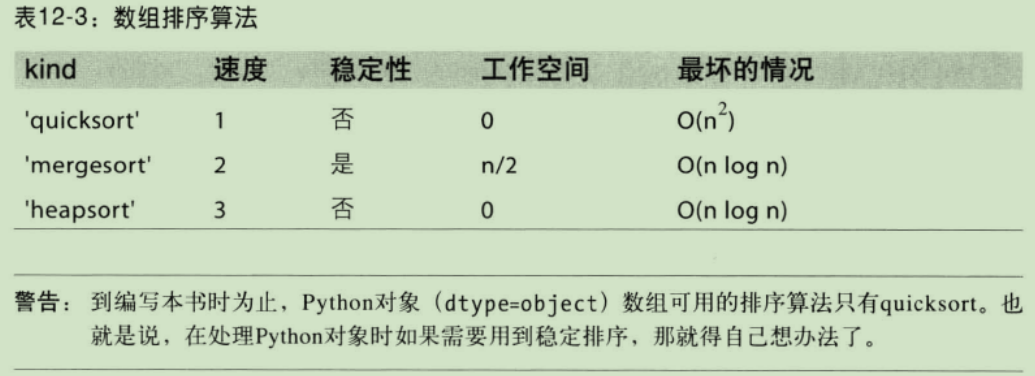 表12-3：数组排序算法
kind 速度 稳定性 工作空间 最坏的情况
'quicksort' 1 否 0 O(n²)
'mergesort' 2 是 n/2 O(n log n)
'heapsort' 3 否 0 O(n log n)
警告： 到编写本书时为止，Python对象（dtype=object）数组可用的排序算法只有quicksort。也
就是说，在处理Python对象时如果需要用到稳定排序，那就得自己想办法了。